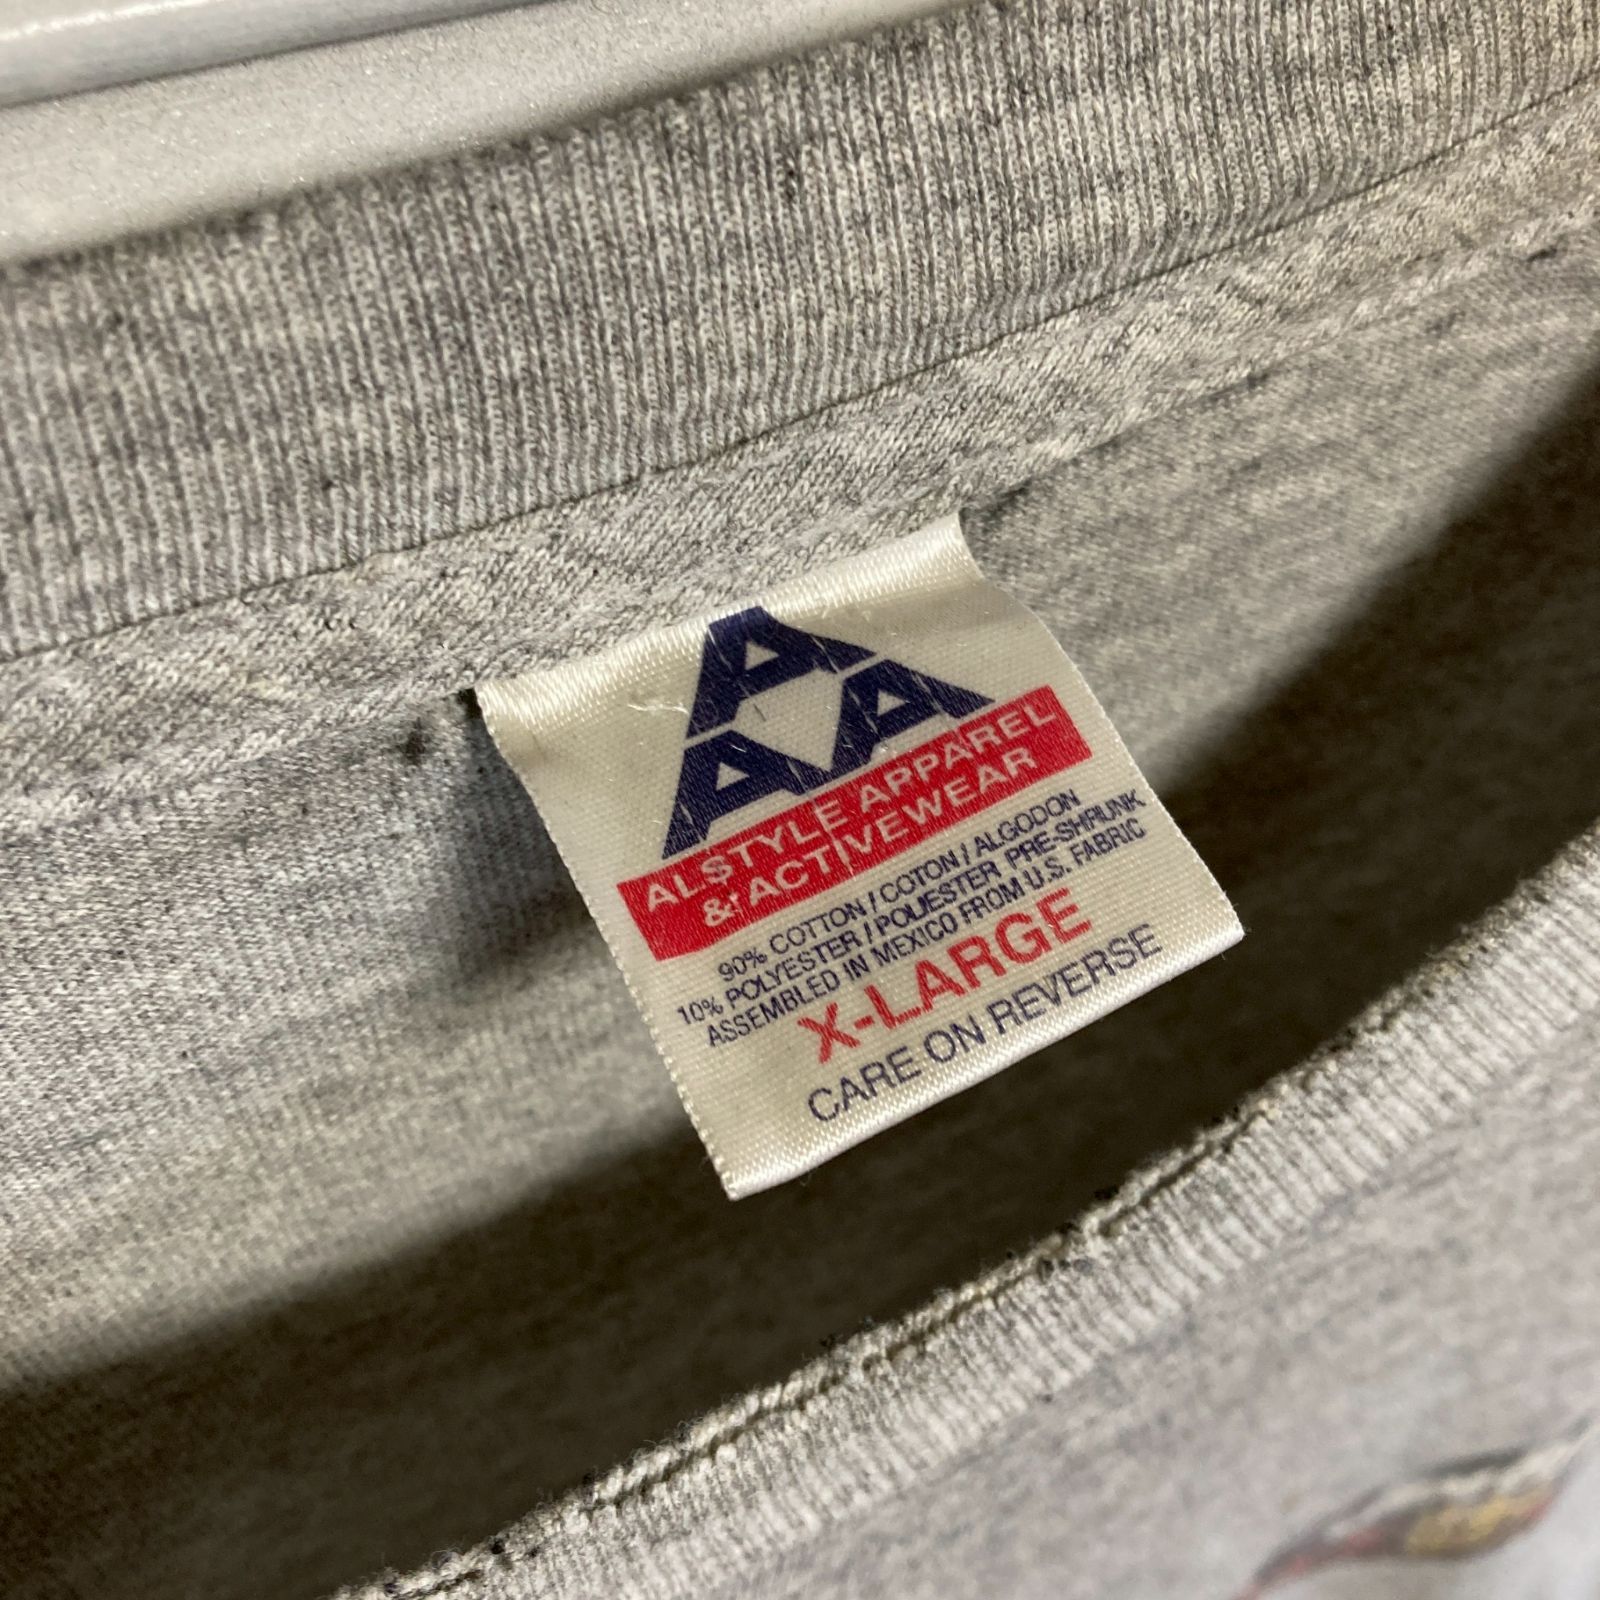 A
A A
ALSTYLE APPAREL
& ACTIVEWEAR
90% COTTON / COTON / ALGODON
10% POLYESTER / POLIESTER PRE-SHRUNK
ASSEMBLED IN MEXICO FROM U.S. FABRIC
X-LARGE
CARE ON REVERSE